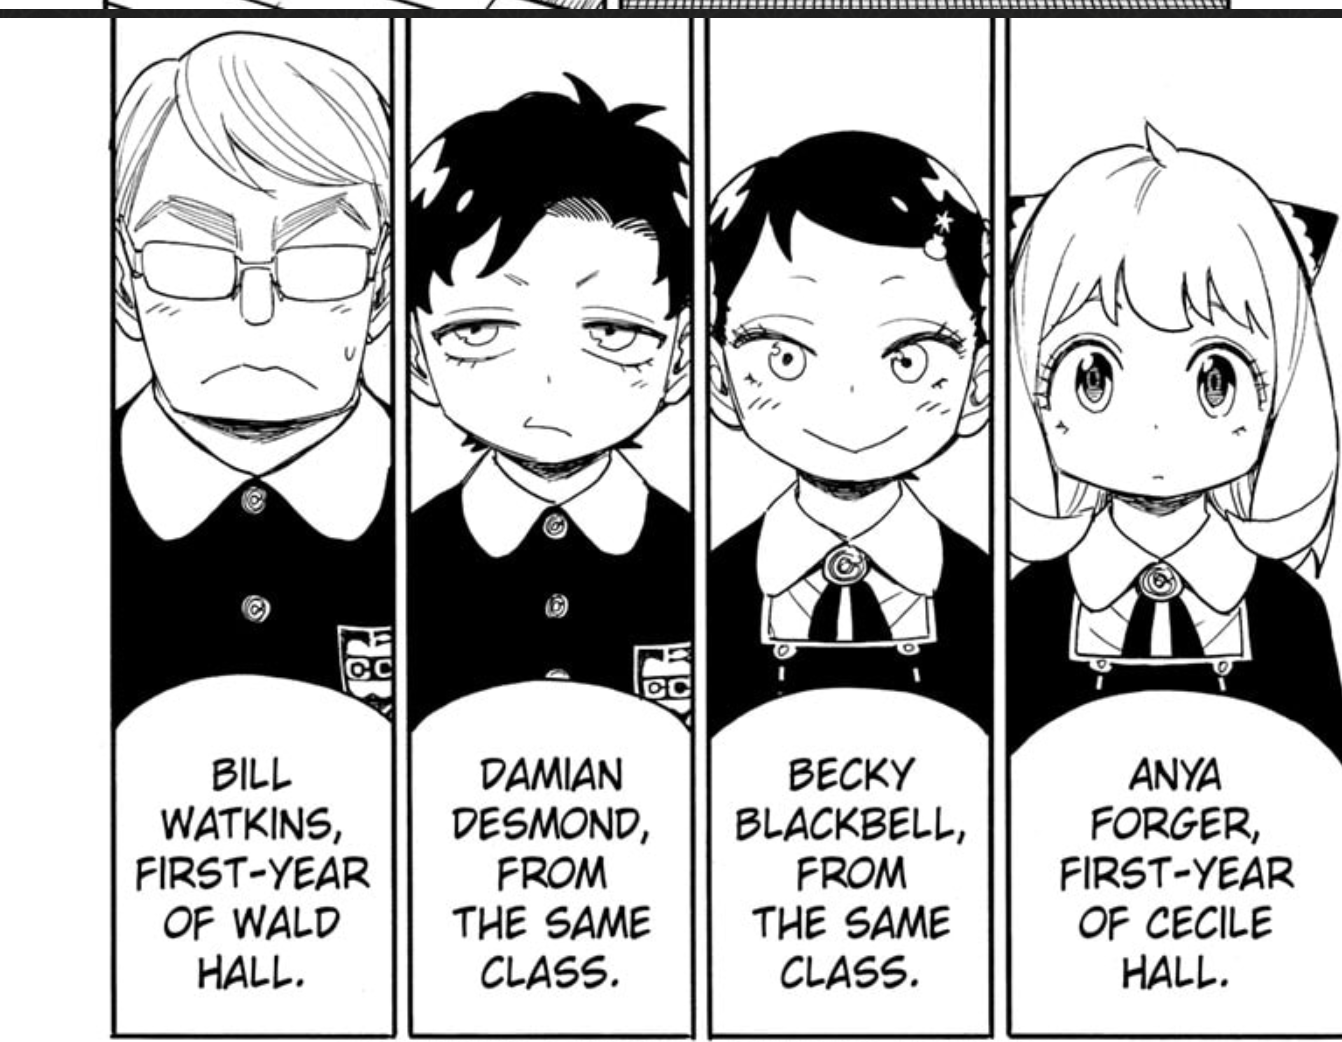 ANYA
FORGER,
FIRST-YEAR
OF CECILE
HALL.
BECKY
BLACKBELL,
FROM
THE SAME
CLASS.
DAMIAN
DESMOND,
FROM
THE SAME
CLASS.
BILL
WATKINS,
FIRST-YEAR
OF WALD
HALL.